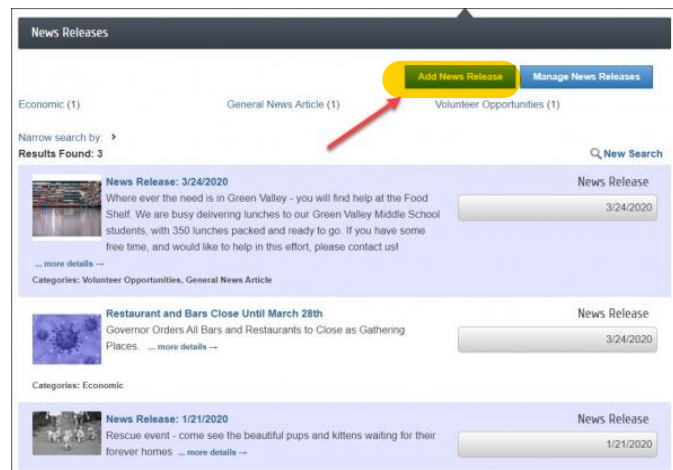 News Releases
Add News Release
Manage News Releases
Economic (1)
General News Article (1)
Volunteer Opportunities (1)
Narrow search by:
Results Found: 3
New Search
News Release: 3/24/2020
News Release
Where ever the need is in Green Valley - you will find help at the Food
3/24/2020
Shelf. We are busy delivering lunches to our Green Valley Middle School
students, with 350 lunches packed and ready to go. If you have some
free time, and would like to help in this effort, please contact us!
... more details →
Categories: Volunteer Opportunities, General News Article
Restaurant and Bars Close Until March 28th
News Release
Governor Orders All Bars and Restaurants to Close as Gathering
3/24/2020
Places. ... more details →
Categories: Economic
News Release: 1/21/2020
News Release
Rescue event - come see the beautiful pups and kittens waiting for their
1/21/2020
forever homes ... more details →